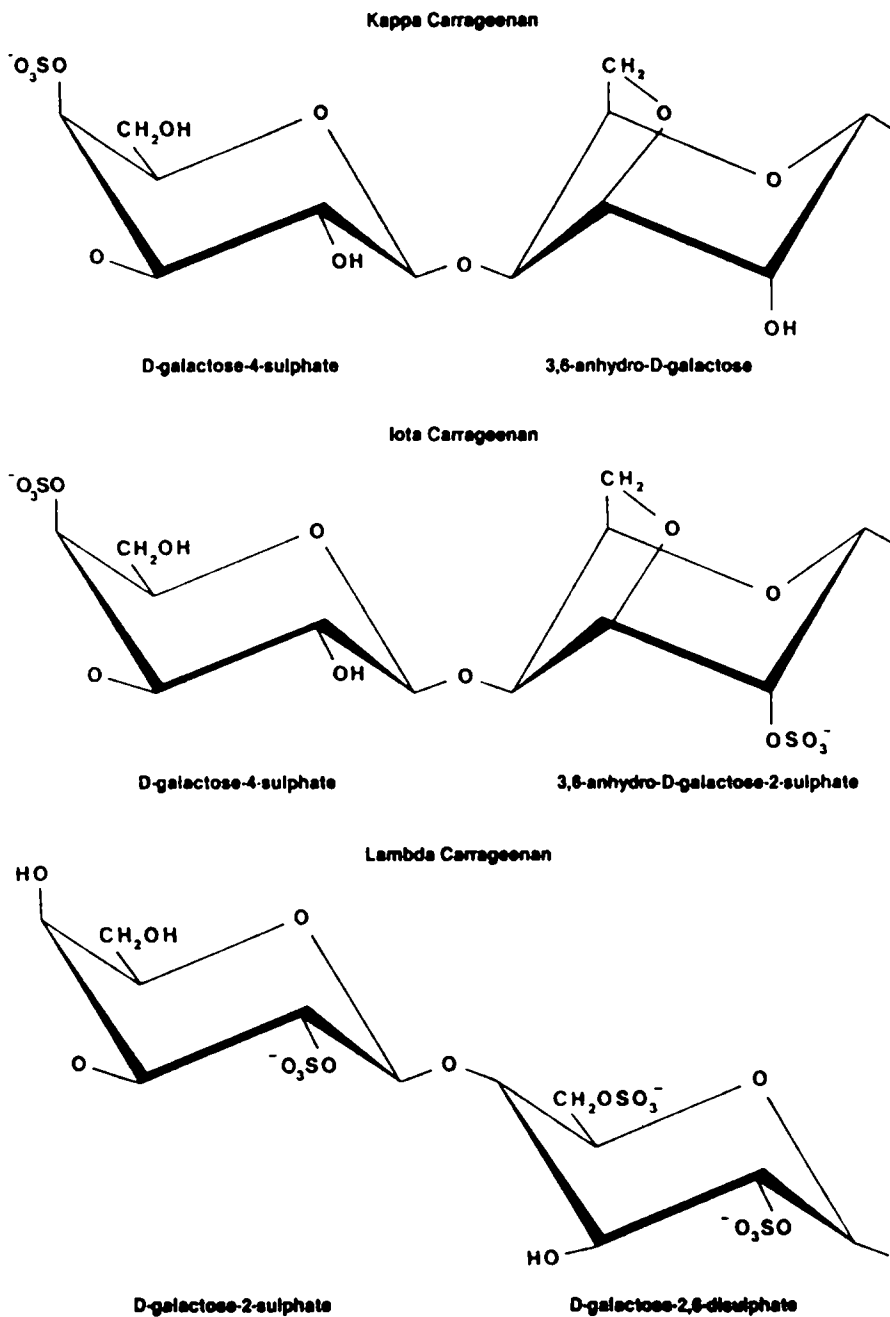 Kappa Carrageenan
⁻O₃SO
CH₂
CH₂OH
O
O
O
O
OH
O
OH
D-galactose-4-sulphate
3,6-anhydro-D-galactose
Iota Carrageenan
⁻O₃SO
CH₂
CH₂OH
O
O
O
O
OH
O
OSO₃⁻
D-galactose-4-sulphate
3,6-anhydro-D-galactose-2-sulphate
Lambda Carrageenan
HO
CH₂OH
O
O
⁻O₃SO
O
CH₂OSO₃⁻
O
⁻O₃SO
HO
D-galactose-2-sulphate
D-galactose-2,6-disulphate